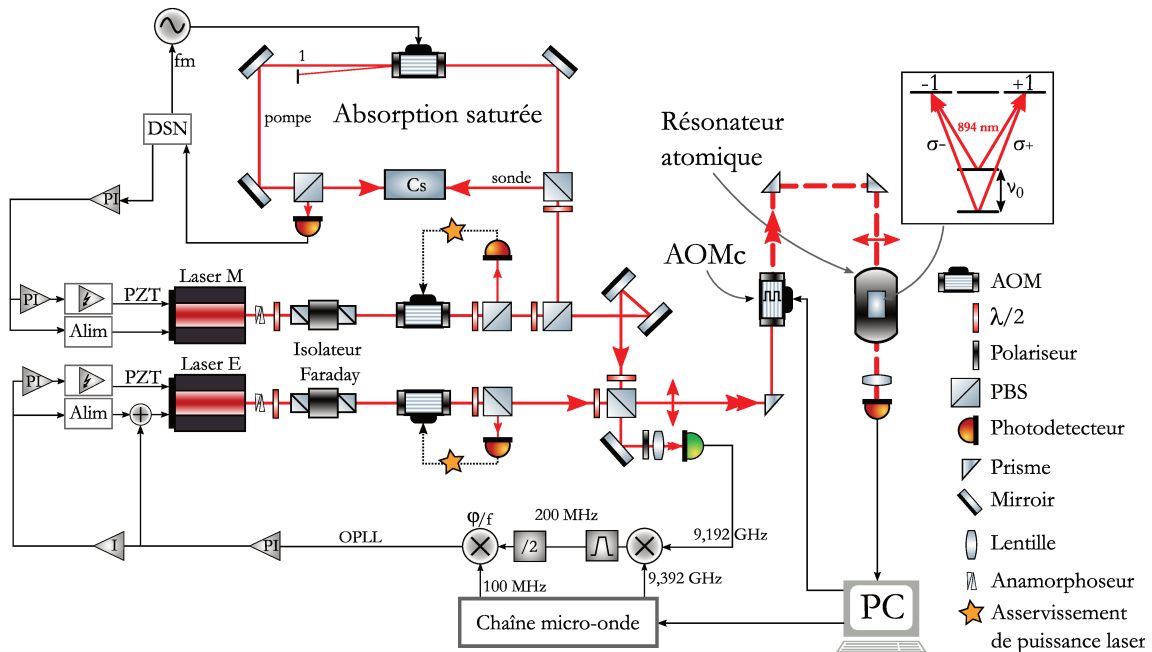 fm
1
pompe
Absorption saturée
DSN
Cs
sonde
PI
Laser M
PI
PZT
Alim
Laser E
Isolateur
Faraday
PI
PZT
Alim
I
PI
OPLL
φ/f
/2
200 MHz
9,192 GHz
100 MHz
9,392 GHz
Chaîne micro-onde
PC
Résonateur
atomique
AOMc
-1
+1
894 nm
σ-
σ+
ν0
AOM
λ/2
Polariseur
PBS
Photodetecteur
Prisme
Mirroir
Lentille
Anamorphoseur
Asservissement
de puissance laser